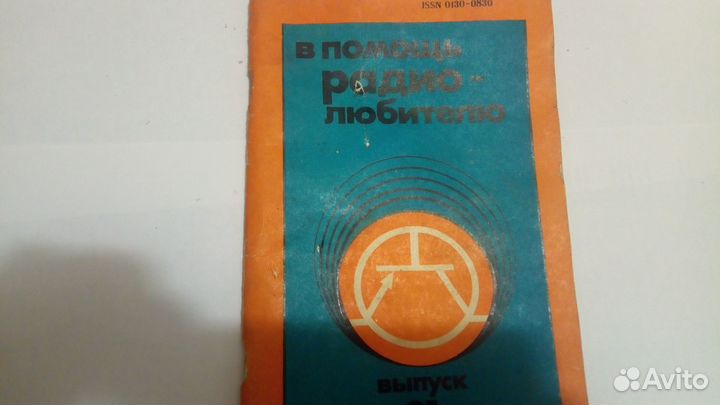 ISSN 0130-0830
в помощь
радио-
любителю
выпуск
Avito